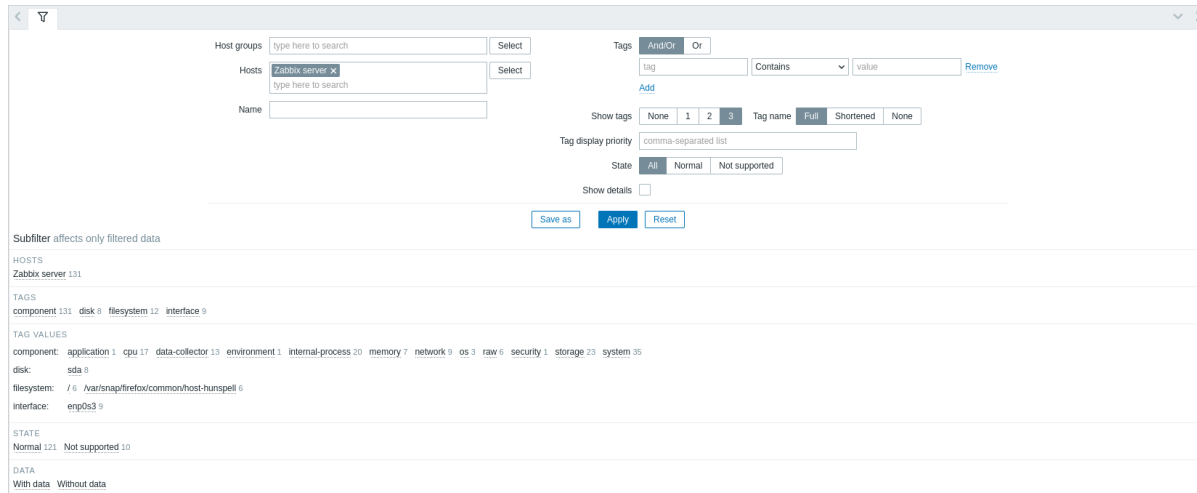 Host groups type here to search Select Tags And/Or Or
Hosts Zabbix server type here to search Select tag Contains value Remove
Add
Name
Show tags None 1 2 3 Tag name Full Shortened None
Tag display priority comma-separated list
State All Normal Not supported
Show details
Save as Apply Reset
Subfilter affects only filtered data
HOSTS
Zabbix server 131
TAGS
component 131 disk 8 filesystem 12 interface 9
TAG VALUES
component: application 1 cpu 17 data-collector 13 environment 1 internal-process 20 memory 7 network 9 os 3 raw 6 security 1 storage 23 system 35
disk: sda 8
filesystem: / 6 /var/snap/firefox/common/host-hunspell 6
interface: enp0s3 9
STATE
Normal 121 Not supported 10
DATA
With data Without data